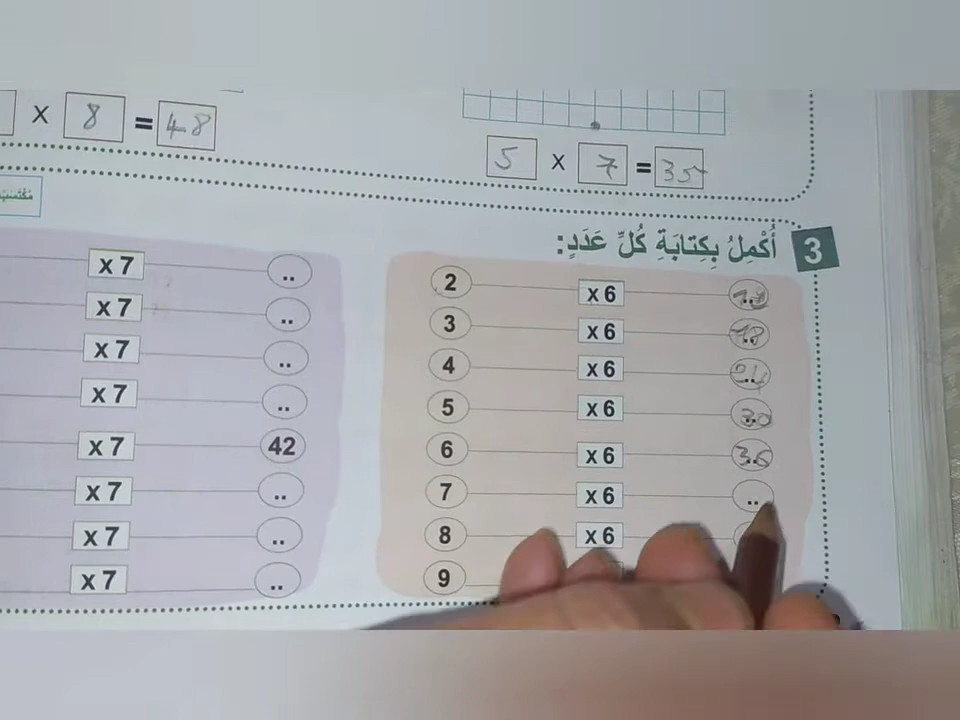 x 8 = 48
5 x 7 = 35
3 أُكْمِلُ بِكِتابَةِ كُلِّ عَدَدٍ:
2 x 6 12
3 x 6 18
4 x 6 24
5 x 6 30
6 x 6 36
7 x 6 ..
8 x 6
9
x 7 ..
x 7 ..
x 7 ..
x 7 ..
x 7 42
x 7 ..
x 7 ..
x 7 ..